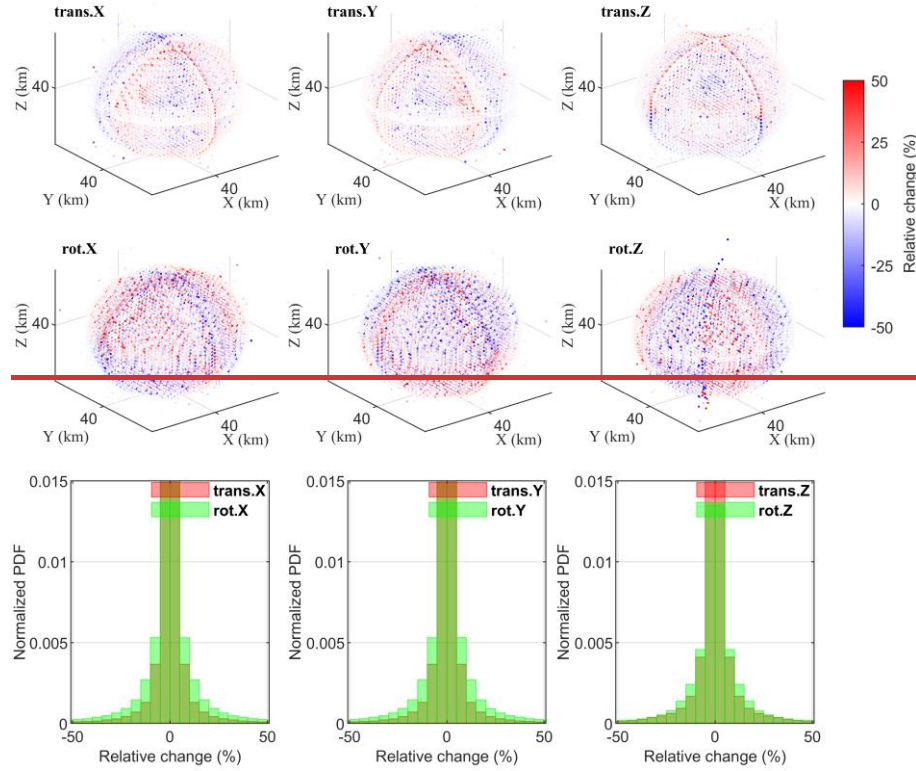 trans.X
trans.Y
trans.Z
Z (km)
40
Y (km)
40
40
X (km)
Z (km)
40
Y (km)
40
40
X (km)
Z (km)
40
Y (km)
40
40
X (km)
50
25
0
-25
-50
Relative change (%)
rot.X
rot.Y
rot.Z
Z (km)
40
Y (km)
40
40
X (km)
Z (km)
40
Y (km)
40
40
X (km)
Z (km)
40
Y (km)
40
40
X (km)
0.015
0.01
0.005
0
Normalized PDF
trans.X
rot.X
-50
0
50
Relative change (%)
0.015
0.01
0.005
0
Normalized PDF
trans.Y
rot.Y
-50
0
50
Relative change (%)
0.015
0.01
0.005
0
Normalized PDF
trans.Z
rot.Z
-50
0
50
Relative change (%)